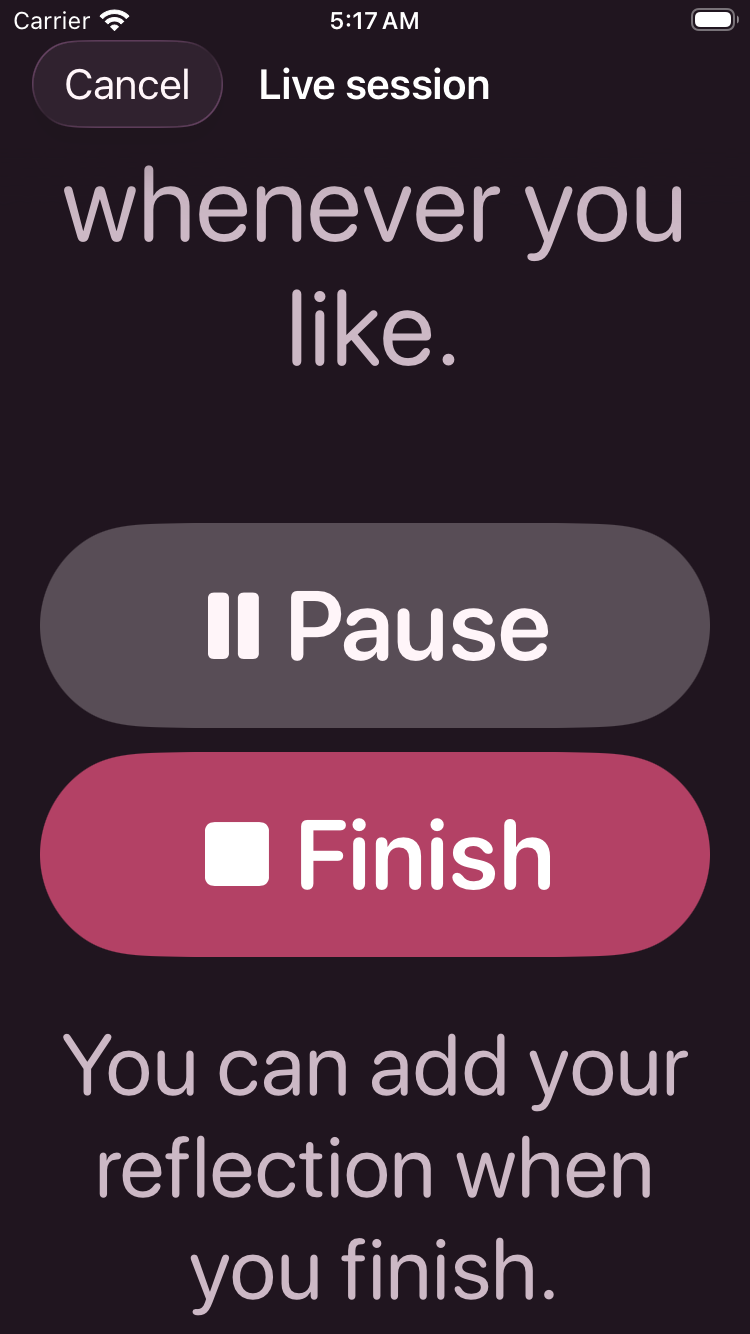 Carrier 5:17 AM
Cancel Live session
whenever you
like.
Pause
Finish
You can add your
reflection when
you finish.